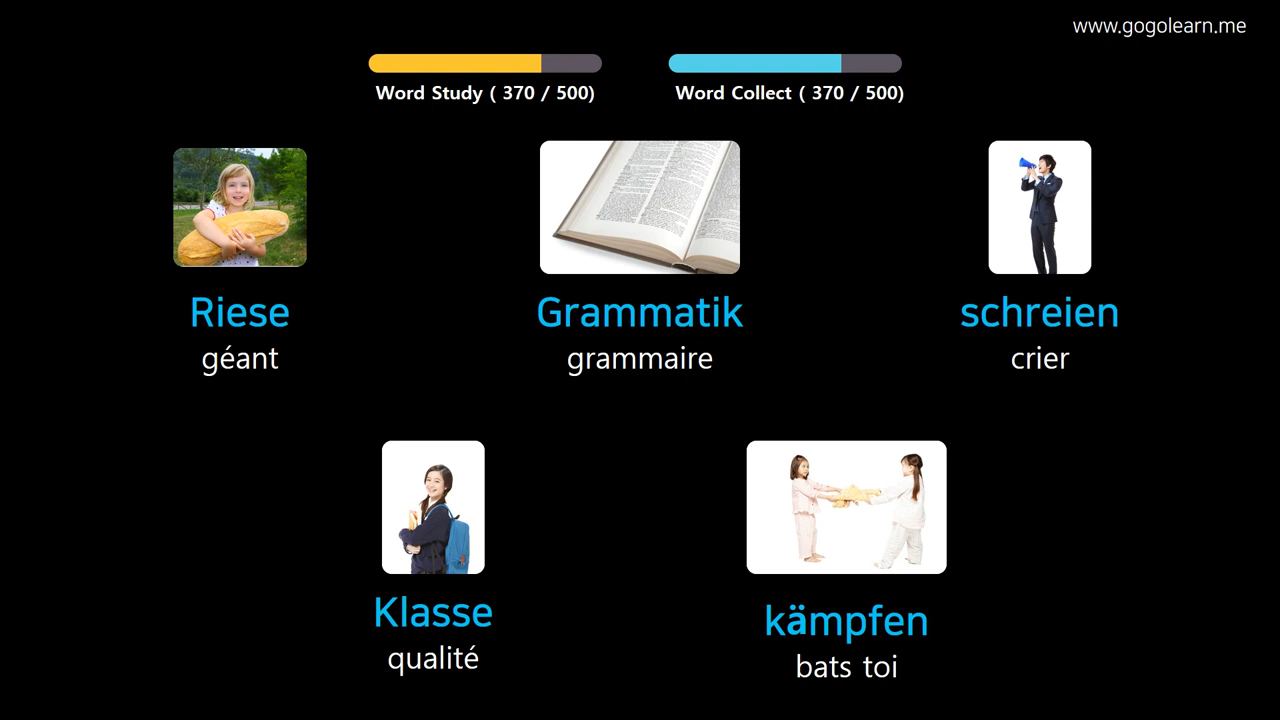 www.gogolearn.me
Word Study ( 370 / 500)
Word Collect ( 370 / 500)
Riese
géant
Grammatik
grammaire
schreien
crier
Klasse
qualité
kämpfen
bats toi